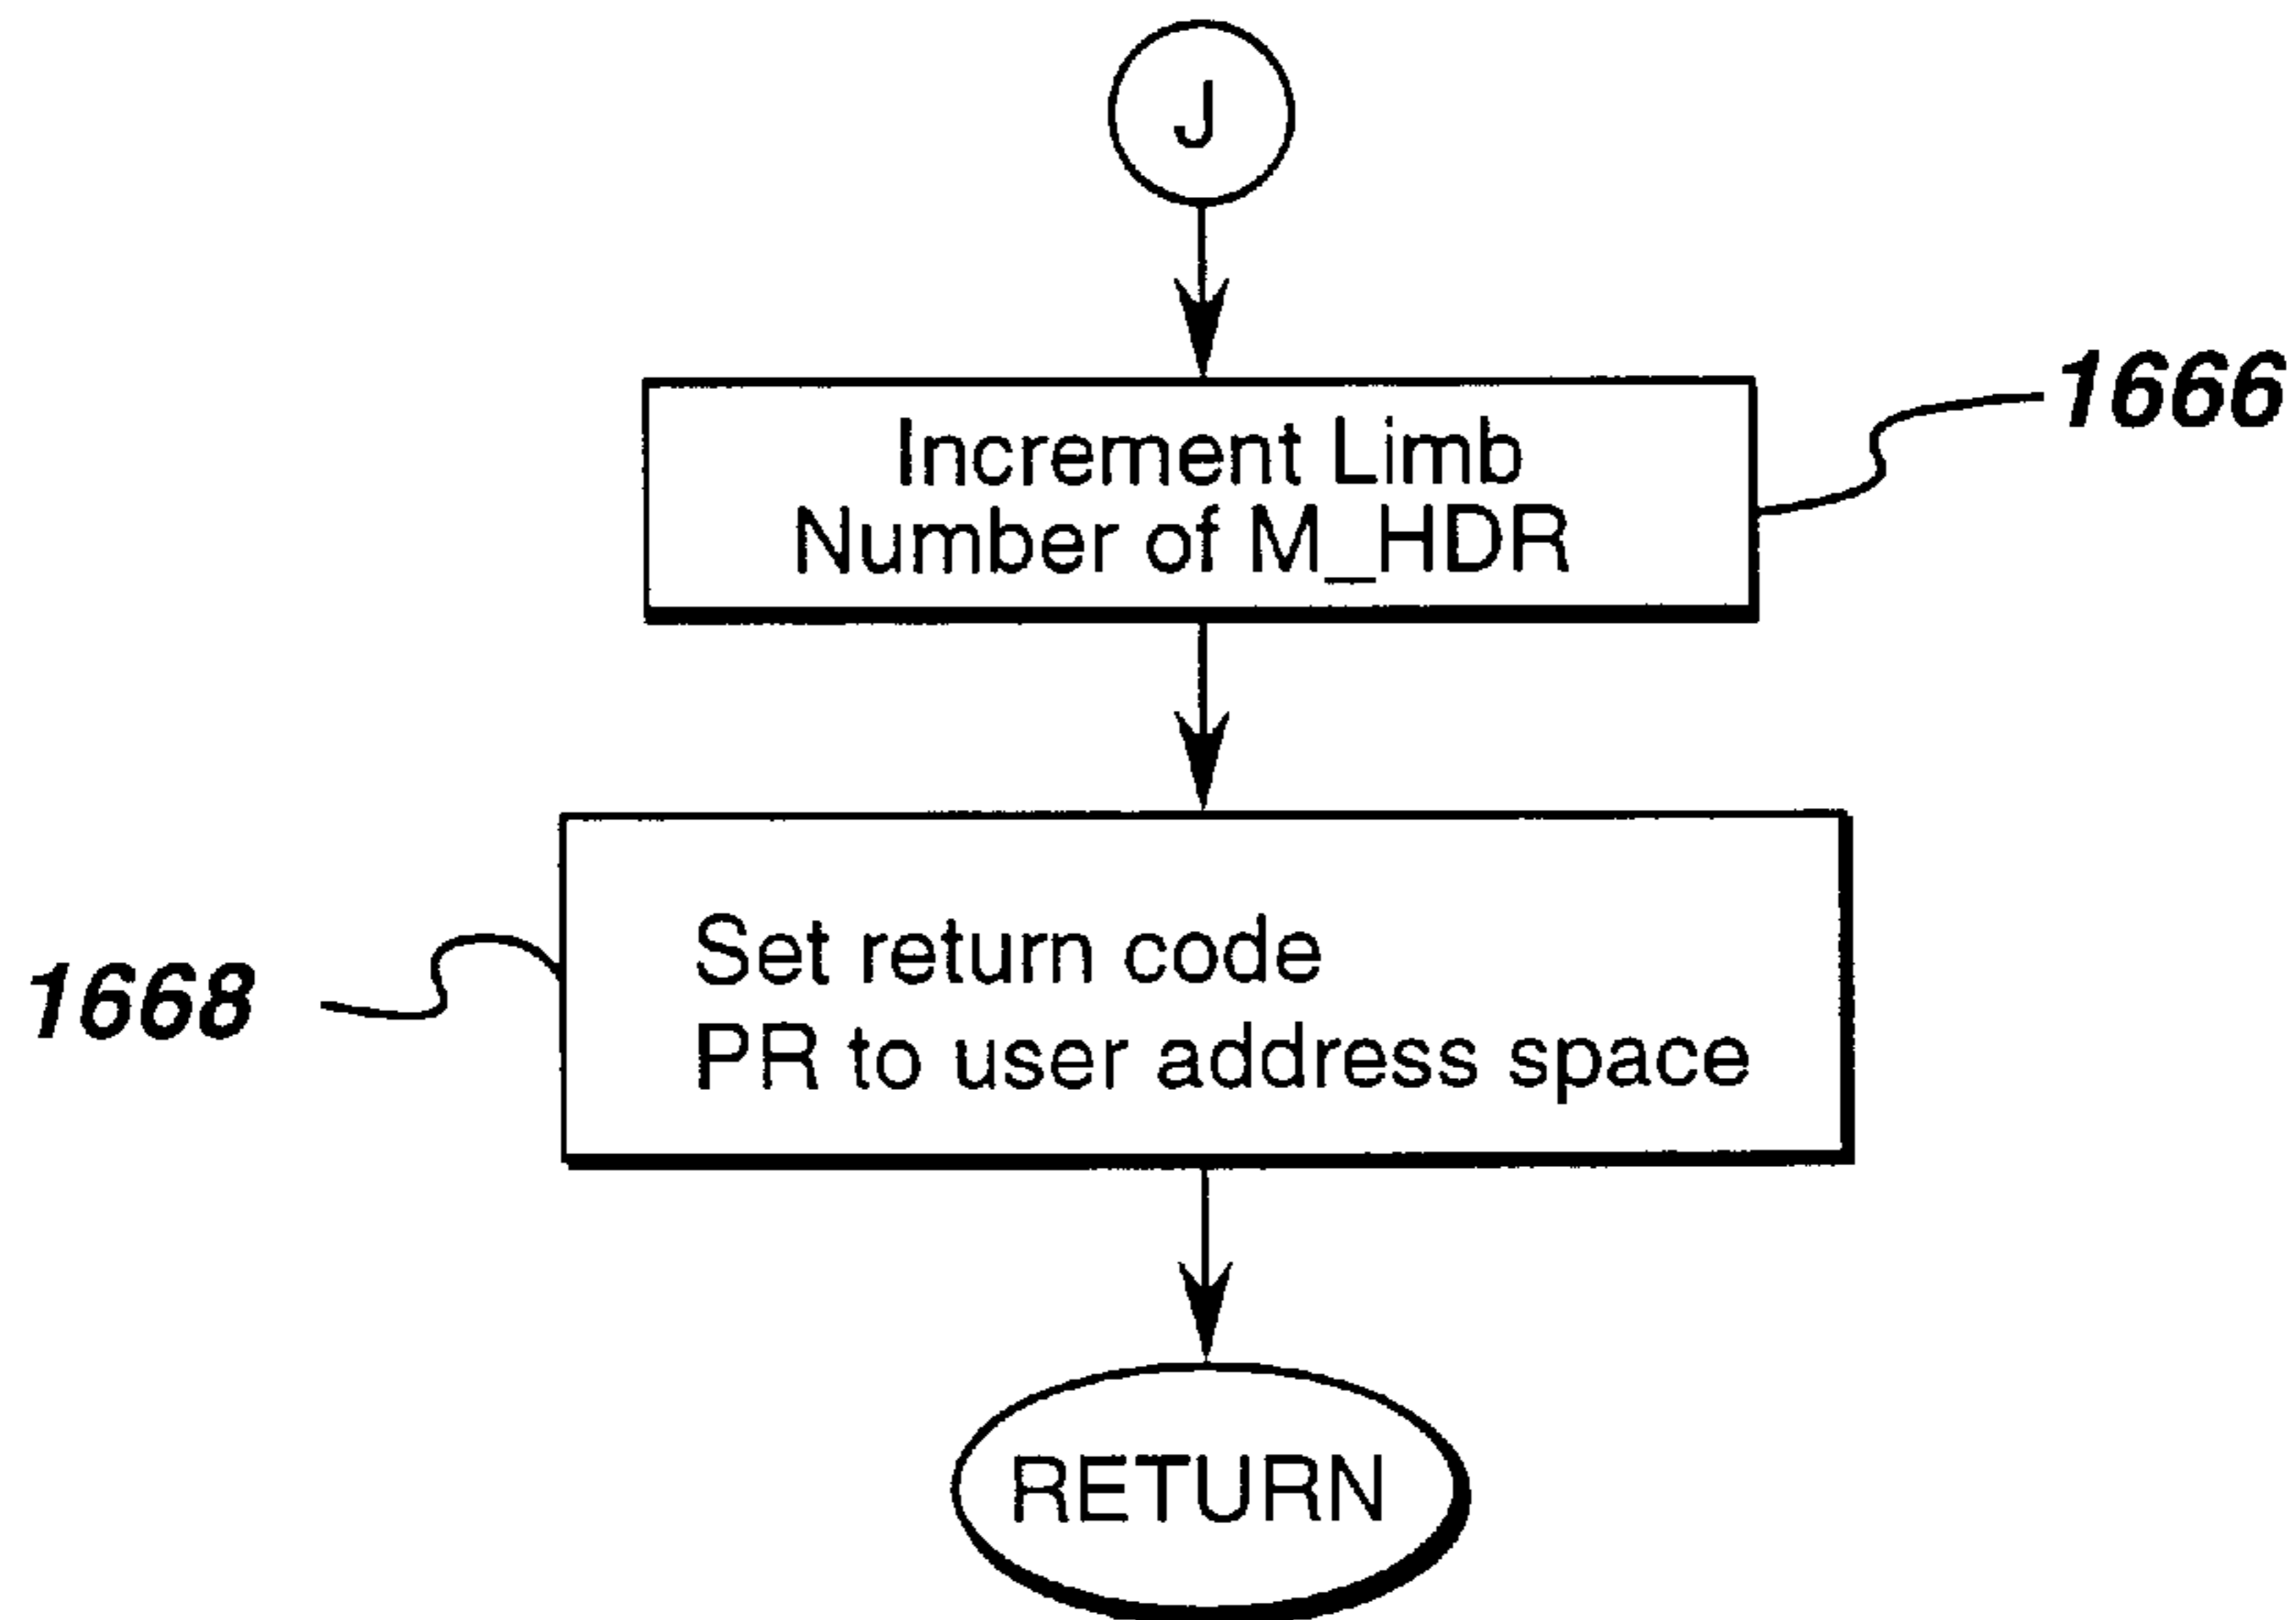 J
Increment Limb
Number of M_HDR
1666
Set return code
PR to user address space
1668
RETURN